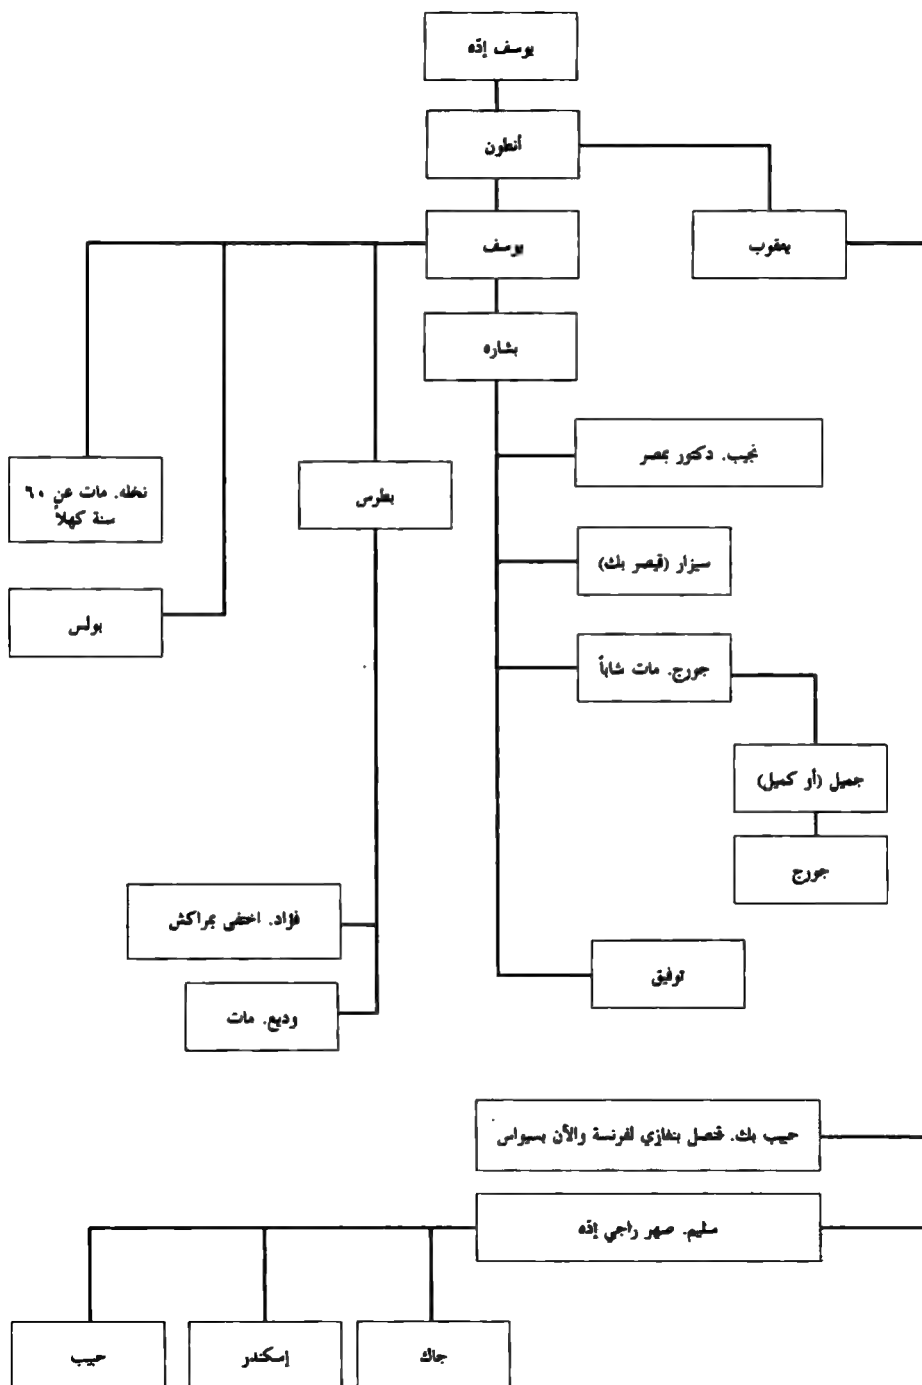 يوسف إدّه
أنطون
يعقوب
يوسف
بشاره
نجيب. دكتور بمصر
نخله. مات عن ٦٠
سنة كهلاً
بطرس
سيزار (قيصر بك)
بولس
جورج. مات شاباً
جميل (أو كميل)
جورج
فؤاد. اختفى بمراكش
توفيق
وديع. مات
حبيب بك. قنصل بنغازي لفرنسة والآن بسيواس
سليم. صهر راجي إدّه
جاك
إسكندر
حبيب